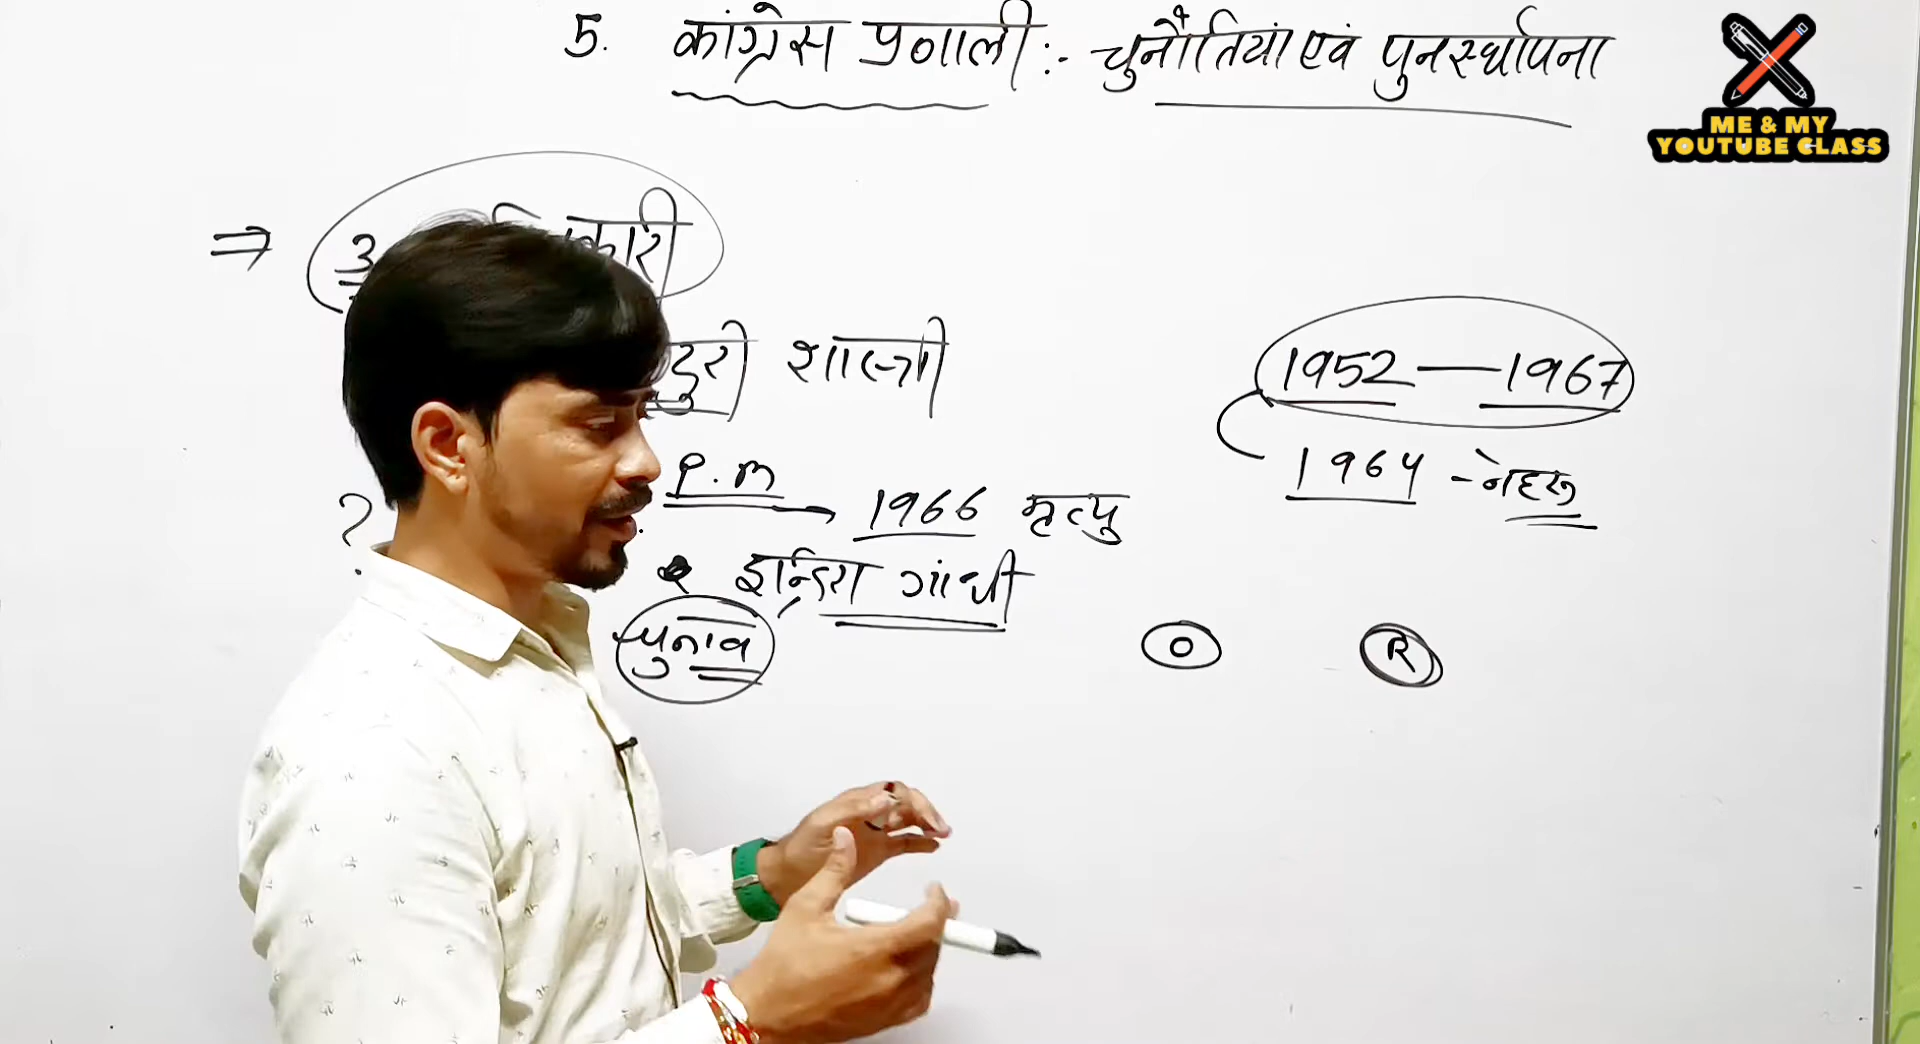 5. कांग्रेस प्रणाली :- चुनौतियां एवं पुनर्स्थापना
ME & MY
YOUTUBE CLASS
⇒
शास्त्री
1952 — 1967
1964 - नेहरू
P.M → 1966 मृत्यु
?
इन्दिरा गांधी
चुनाव
O R